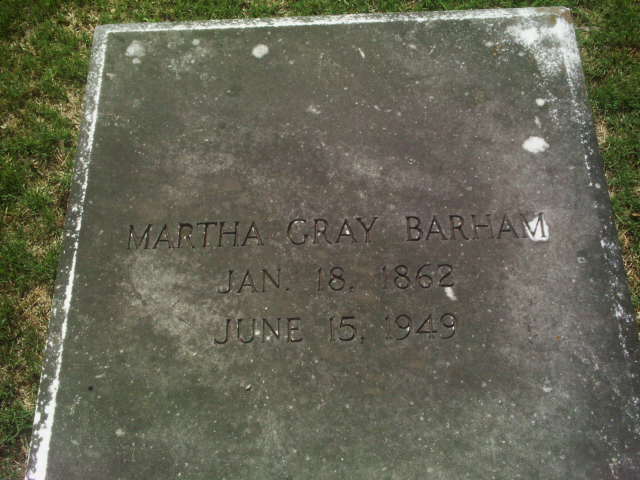 MARTHA GRAY BARHAM
JAN. 18, 1862
JUNE 15, 1949